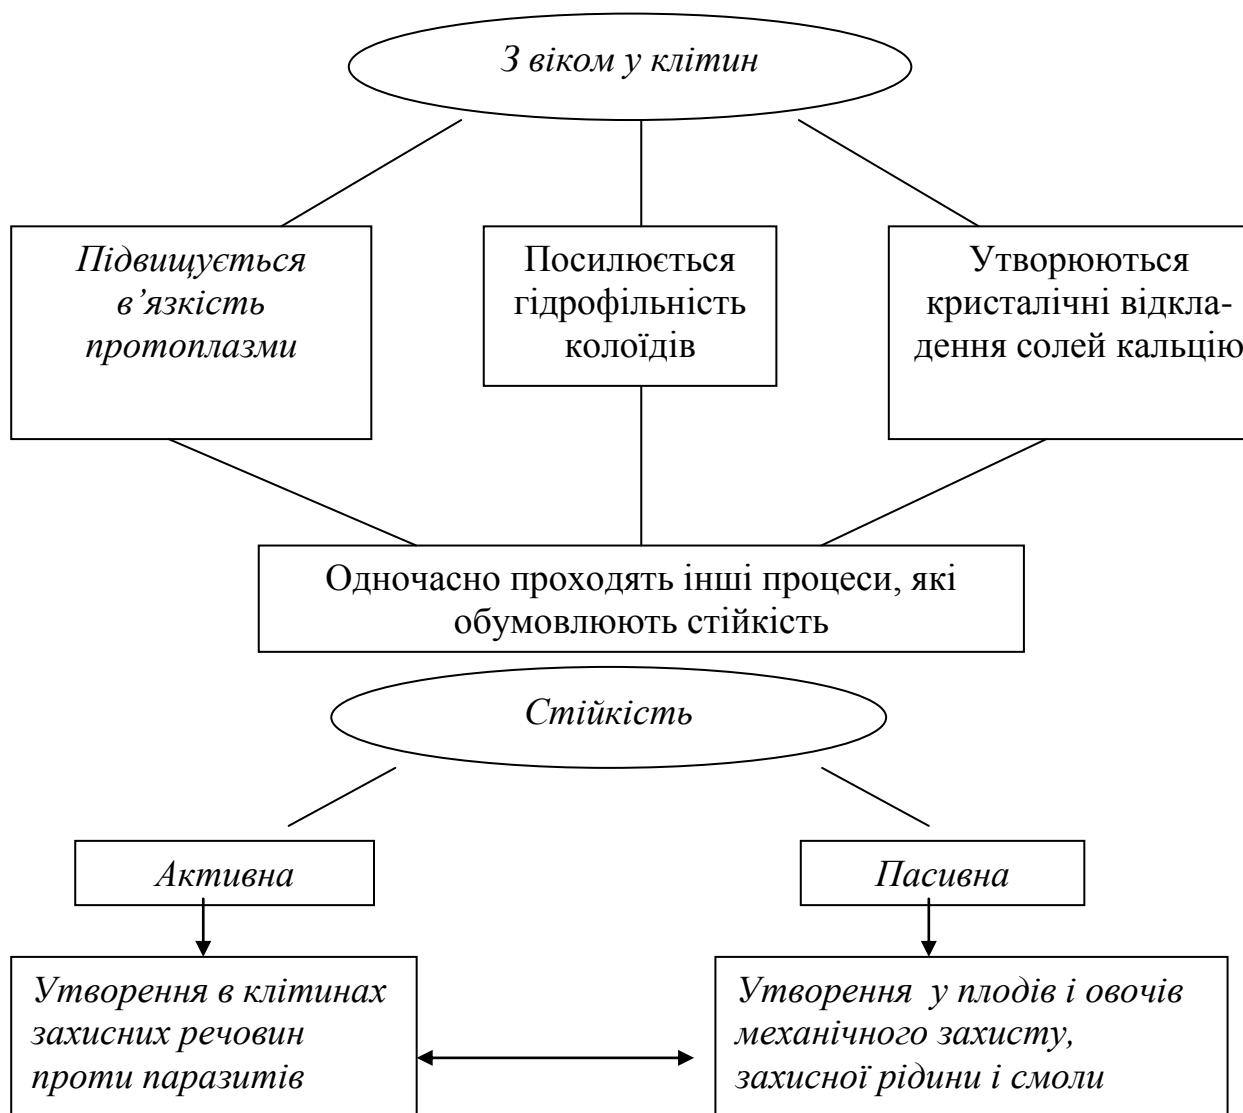 З віком у клітин
Підвищується
в’язкість
протоплазми
Посилюється
гідрофільність
колоїдів
Утворюються
кристалічні відкла-
дення солей кальцію
Одночасно проходять інші процеси, які
обумовлюють стійкість
Стійкість
Активна
Пасивна
Утворення в клітинах
захисних речовин
проти паразитів
Утворення у плодів і овочів
механічного захисту,
захисної рідини і смоли